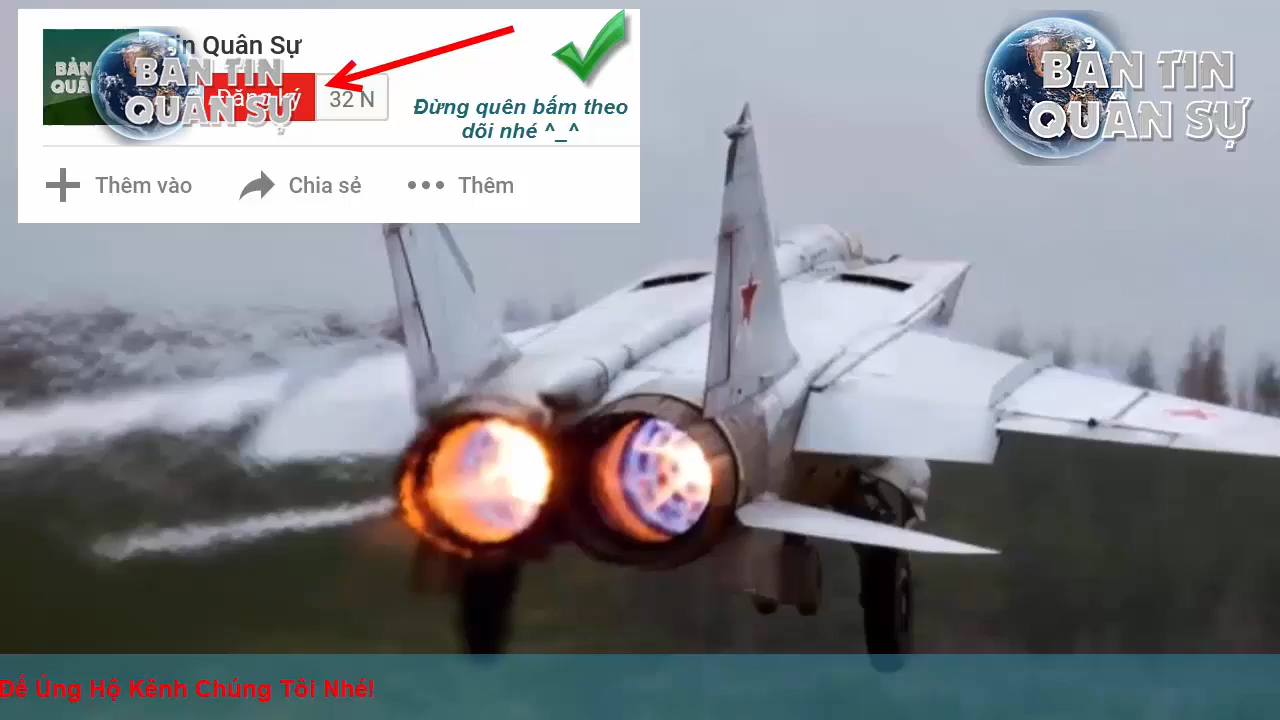 Tin Quân Sự
BẢN TIN
QUÂN SỰ
Đăng ký
32 N
Đừng quên bấm theo
dõi nhé ^_^
Thêm vào
Chia sẻ
Thêm
BẢN TIN
QUÂN SỰ
Để Ủng Hộ Kênh Chúng Tôi Nhé!